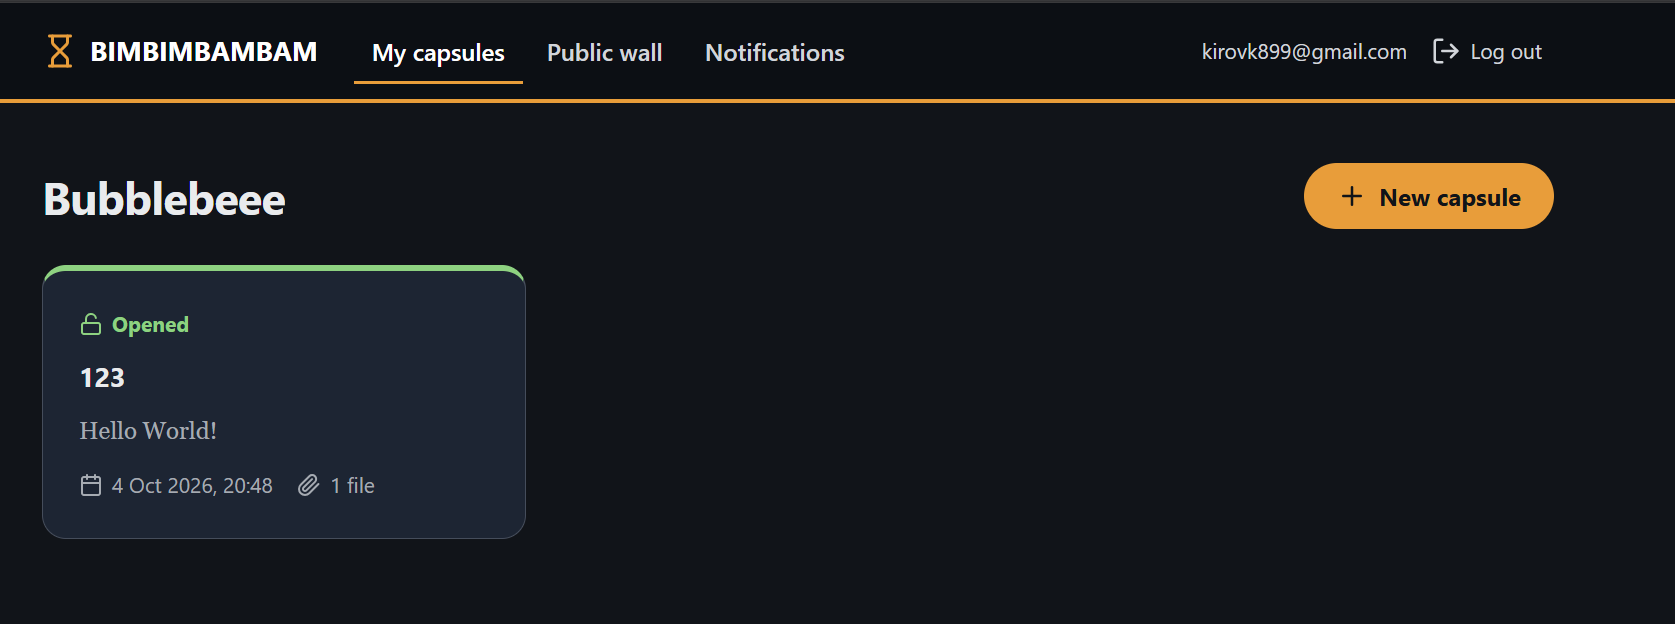 BIMBIMBAMBAM My capsules Public wall Notifications kirovk899@gmail.com Log out
Bubblebeee
New capsule
Opened
123
Hello World!
4 Oct 2026, 20:48 1 file